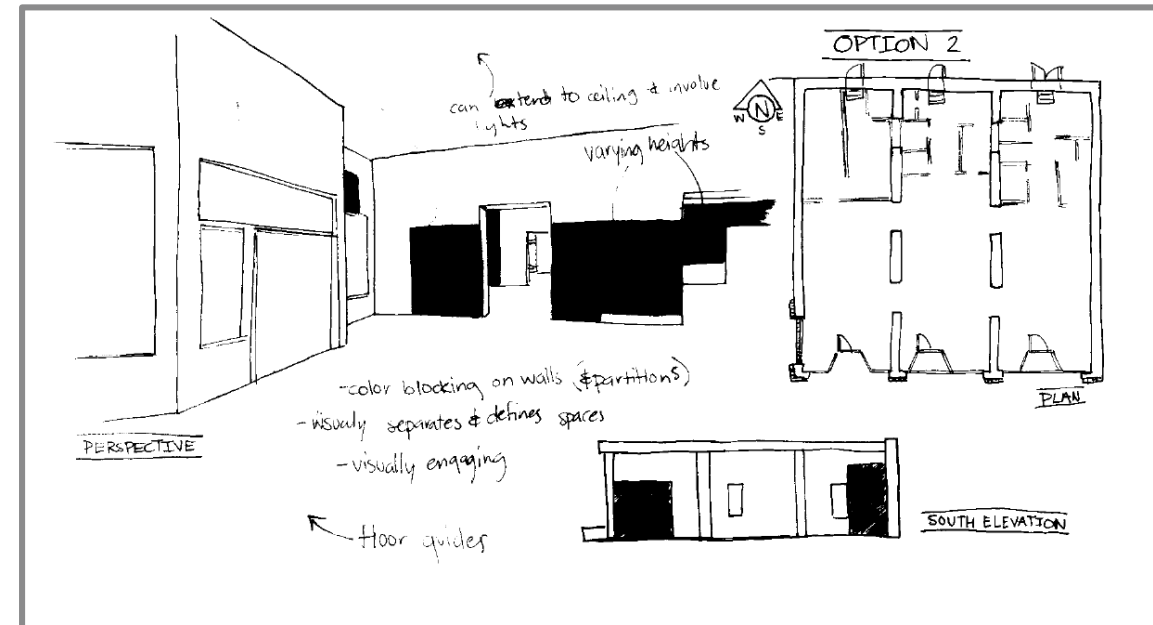 OPTION 2
can extend to ceiling & involve
lights
varying heights
N
W E
S
-color blocking on walls (& partitions)
-visualy separates & defines spaces
-visually engaging
PERSPECTIVE
floor guides
PLAN
SOUTH ELEVATION